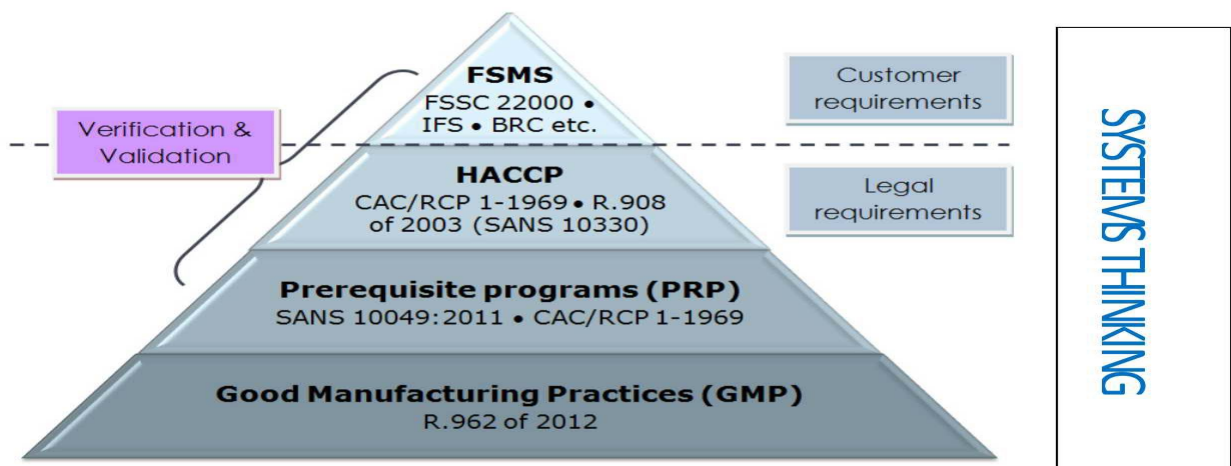 FSMS
FSSC 22000 •
IFS • BRC etc.
Customer
requirements
Verification &
Validation
HACCP
CAC/RCP 1-1969 • R.908
of 2003 (SANS 10330)
Legal
requirements
Prerequisite programs (PRP)
SANS 10049:2011 • CAC/RCP 1-1969
Good Manufacturing Practices (GMP)
R.962 of 2012
SYSTEMS THINKING